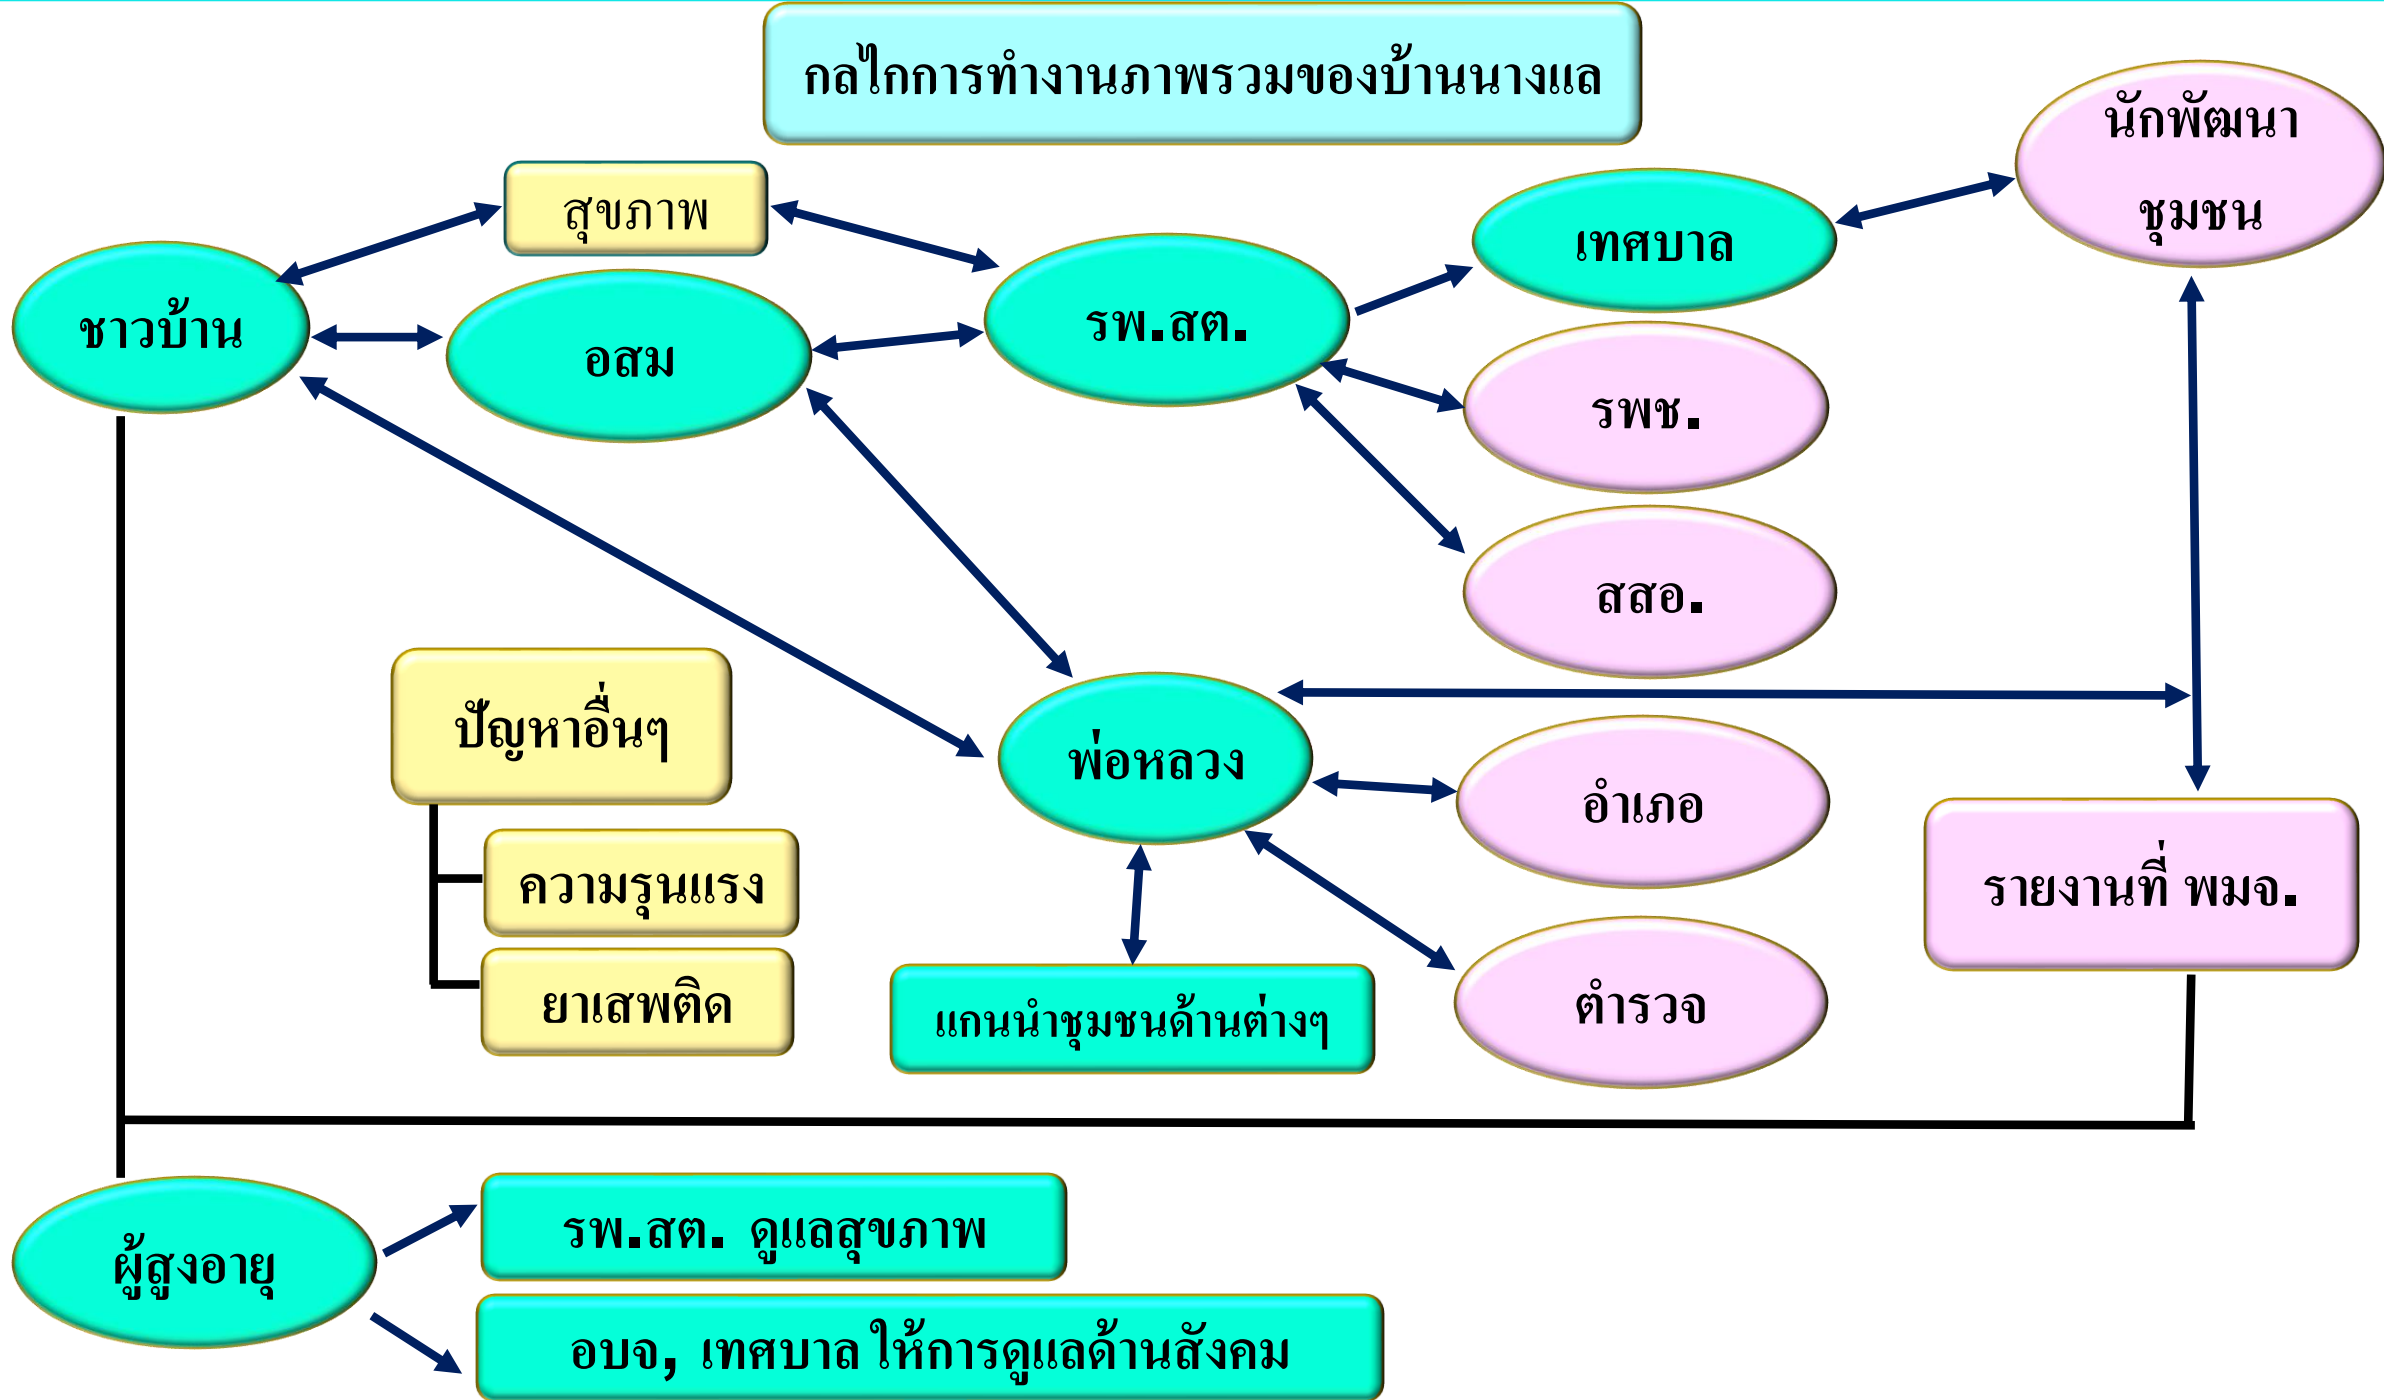 กลไกการทำงานภาพรวมของบ้านนางแล
นักพัฒนา
ชุมชน
สุขภาพ
เทศบาล
ชาวบ้าน
อสม
รพ.สต.
รพช.
สสอ.
ปัญหาอื่นๆ
พ่อหลวง
อำเภอ
ความรุนแรง
รายงานที่ พมจ.
ยาเสพติด
แกนนำชุมชนด้านต่างๆ
ตำรวจ
ผู้สูงอายุ
รพ.สต. ดูแลสุขภาพ
อบจ, เทศบาล ให้การดูแลด้านสังคม